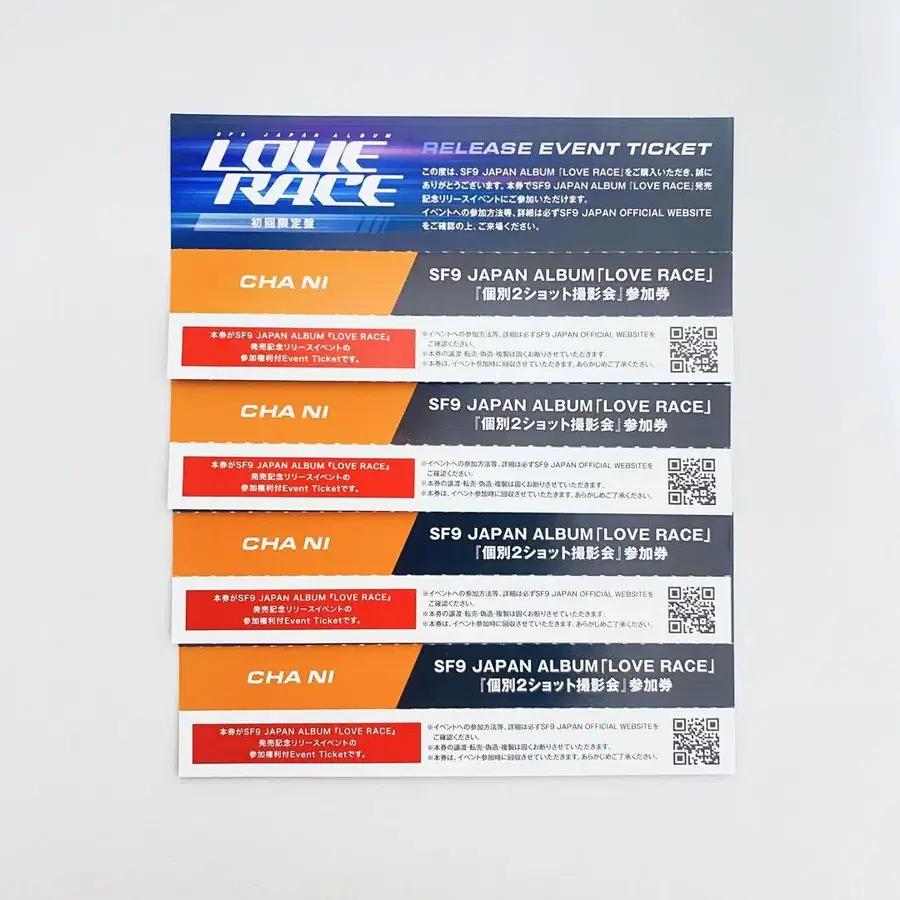 SF9 JAPAN ALBUM
LOVE RACE
初回限定盤
RELEASE EVENT TICKET
この度は、SF9 JAPAN ALBUM「LOVE RACE」をご購入いただき、誠に
ありがとうございます。本券でSF9 JAPAN ALBUM「LOVE RACE」発売
記念リリースイベントにご参加いただけます。
イベントへの参加方法等、詳細は必ずSF9 JAPAN OFFICIAL WEBSITE
をご確認の上、ご来場ください。
CHA NI
SF9 JAPAN ALBUM「LOVE RACE」
『個別2ショット撮影会』参加券
本券がSF9 JAPAN ALBUM『LOVE RACE』
発売記念リリースイベントの
参加権利付Event Ticketです。
※イベントへの参加方法等、詳細は必ずSF9 JAPAN OFFICIAL WEBSITEを
ご確認ください。
※本券の譲渡・転売・偽造・複製は固くお断りさせていただきます。
※本券は、イベント参加時に回収させていただきます。あらかじめご了承ください。
CHA NI
SF9 JAPAN ALBUM「LOVE RACE」
『個別2ショット撮影会』参加券
本券がSF9 JAPAN ALBUM『LOVE RACE』
発売記念リリースイベントの
参加権利付Event Ticketです。
※イベントへの参加方法等、詳細は必ずSF9 JAPAN OFFICIAL WEBSITEを
ご確認ください。
※本券の譲渡・転売・偽造・複製は固くお断りさせていただきます。
※本券は、イベント参加時に回収させていただきます。あらかじめご了承ください。
CHA NI
SF9 JAPAN ALBUM「LOVE RACE」
『個別2ショット撮影会』参加券
本券がSF9 JAPAN ALBUM『LOVE RACE』
発売記念リリースイベントの
参加権利付Event Ticketです。
※イベントへの参加方法等、詳細は必ずSF9 JAPAN OFFICIAL WEBSITEを
ご確認ください。
※本券の譲渡・転売・偽造・複製は固くお断りさせていただきます。
※本券は、イベント参加時に回収させていただきます。あらかじめご了承ください。
CHA NI
SF9 JAPAN ALBUM「LOVE RACE」
『個別2ショット撮影会』参加券
本券がSF9 JAPAN ALBUM『LOVE RACE』
発売記念リリースイベントの
参加権利付Event Ticketです。
※イベントへの参加方法等、詳細は必ずSF9 JAPAN OFFICIAL WEBSITEを
ご確認ください。
※本券の譲渡・転売・偽造・複製は固くお断りさせていただきます。
※本券は、イベント参加時に回収させていただきます。あらかじめご了承ください。